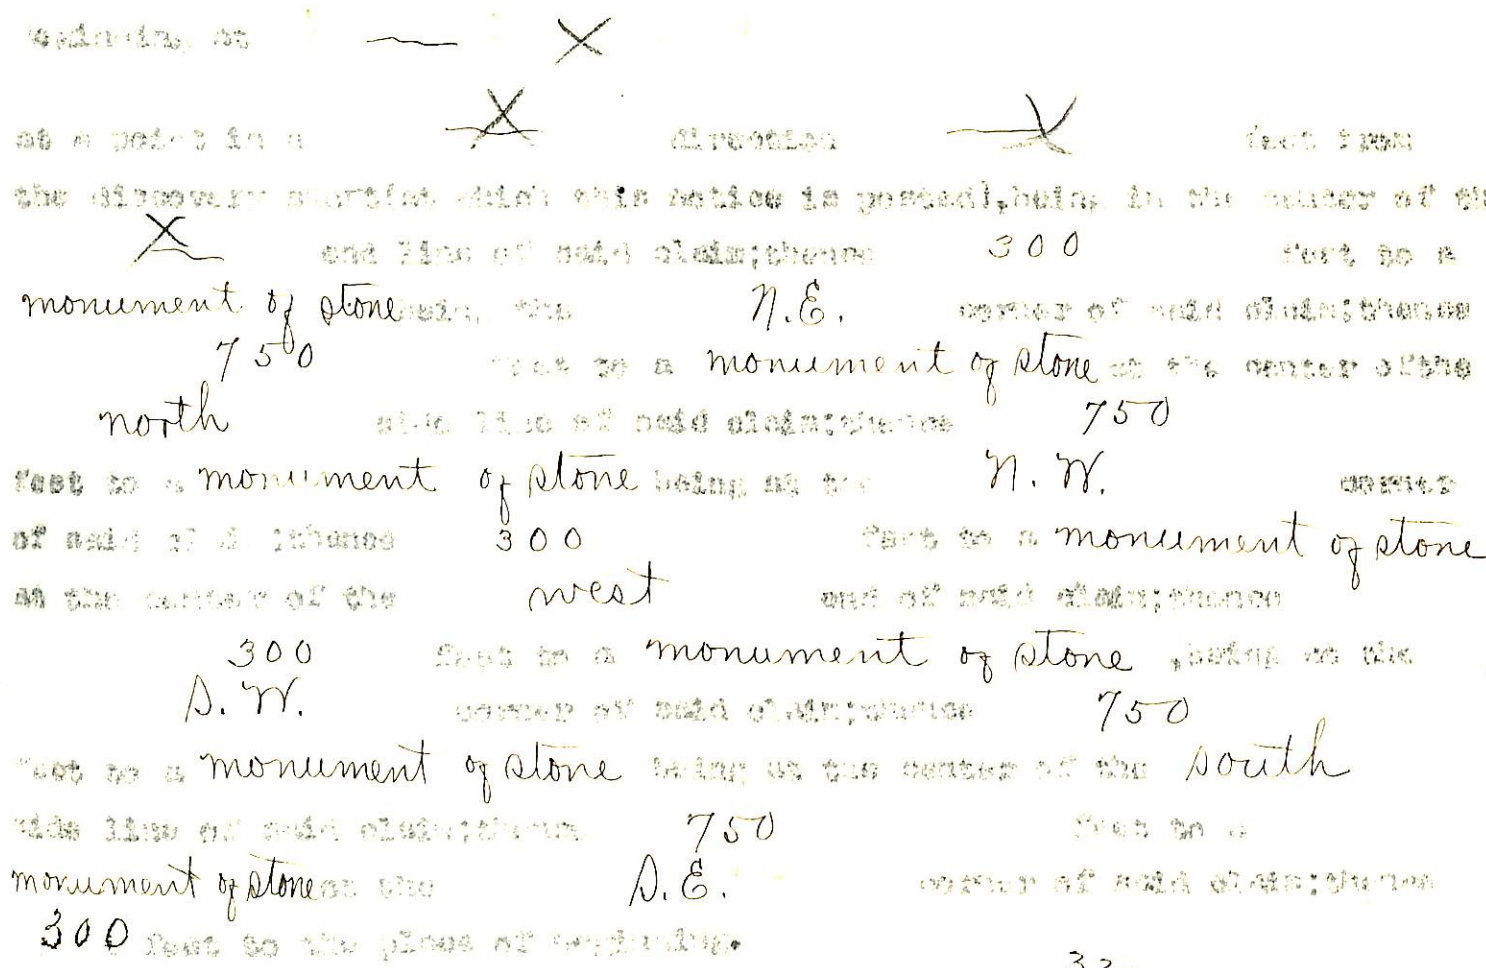 Beginning at — X
at a point in a — X direction — X feet from
the discovery shaft(at which this notice is posted),being in the center of the
X — end line of said claim;thence 300 feet to a
monument of stone being the N.E. corner of said claim;thence
750 feet to a monument of stone at the center of the
north side line of said claim;thence 750
feet to a monument of stone being at the N. W. corner
of said claim;thence 300 feet to a monument of stone
at the center of the west end of said claim;thence
300 feet to a monument of stone ,being at the
S. W. corner of said claim;thence 750
feet to a monument of stone being at the center of the south
side line of said claim;thence 750 feet to a
monument of stone at the S.E. corner of said claim;thence
300 feet to the place of beginning.